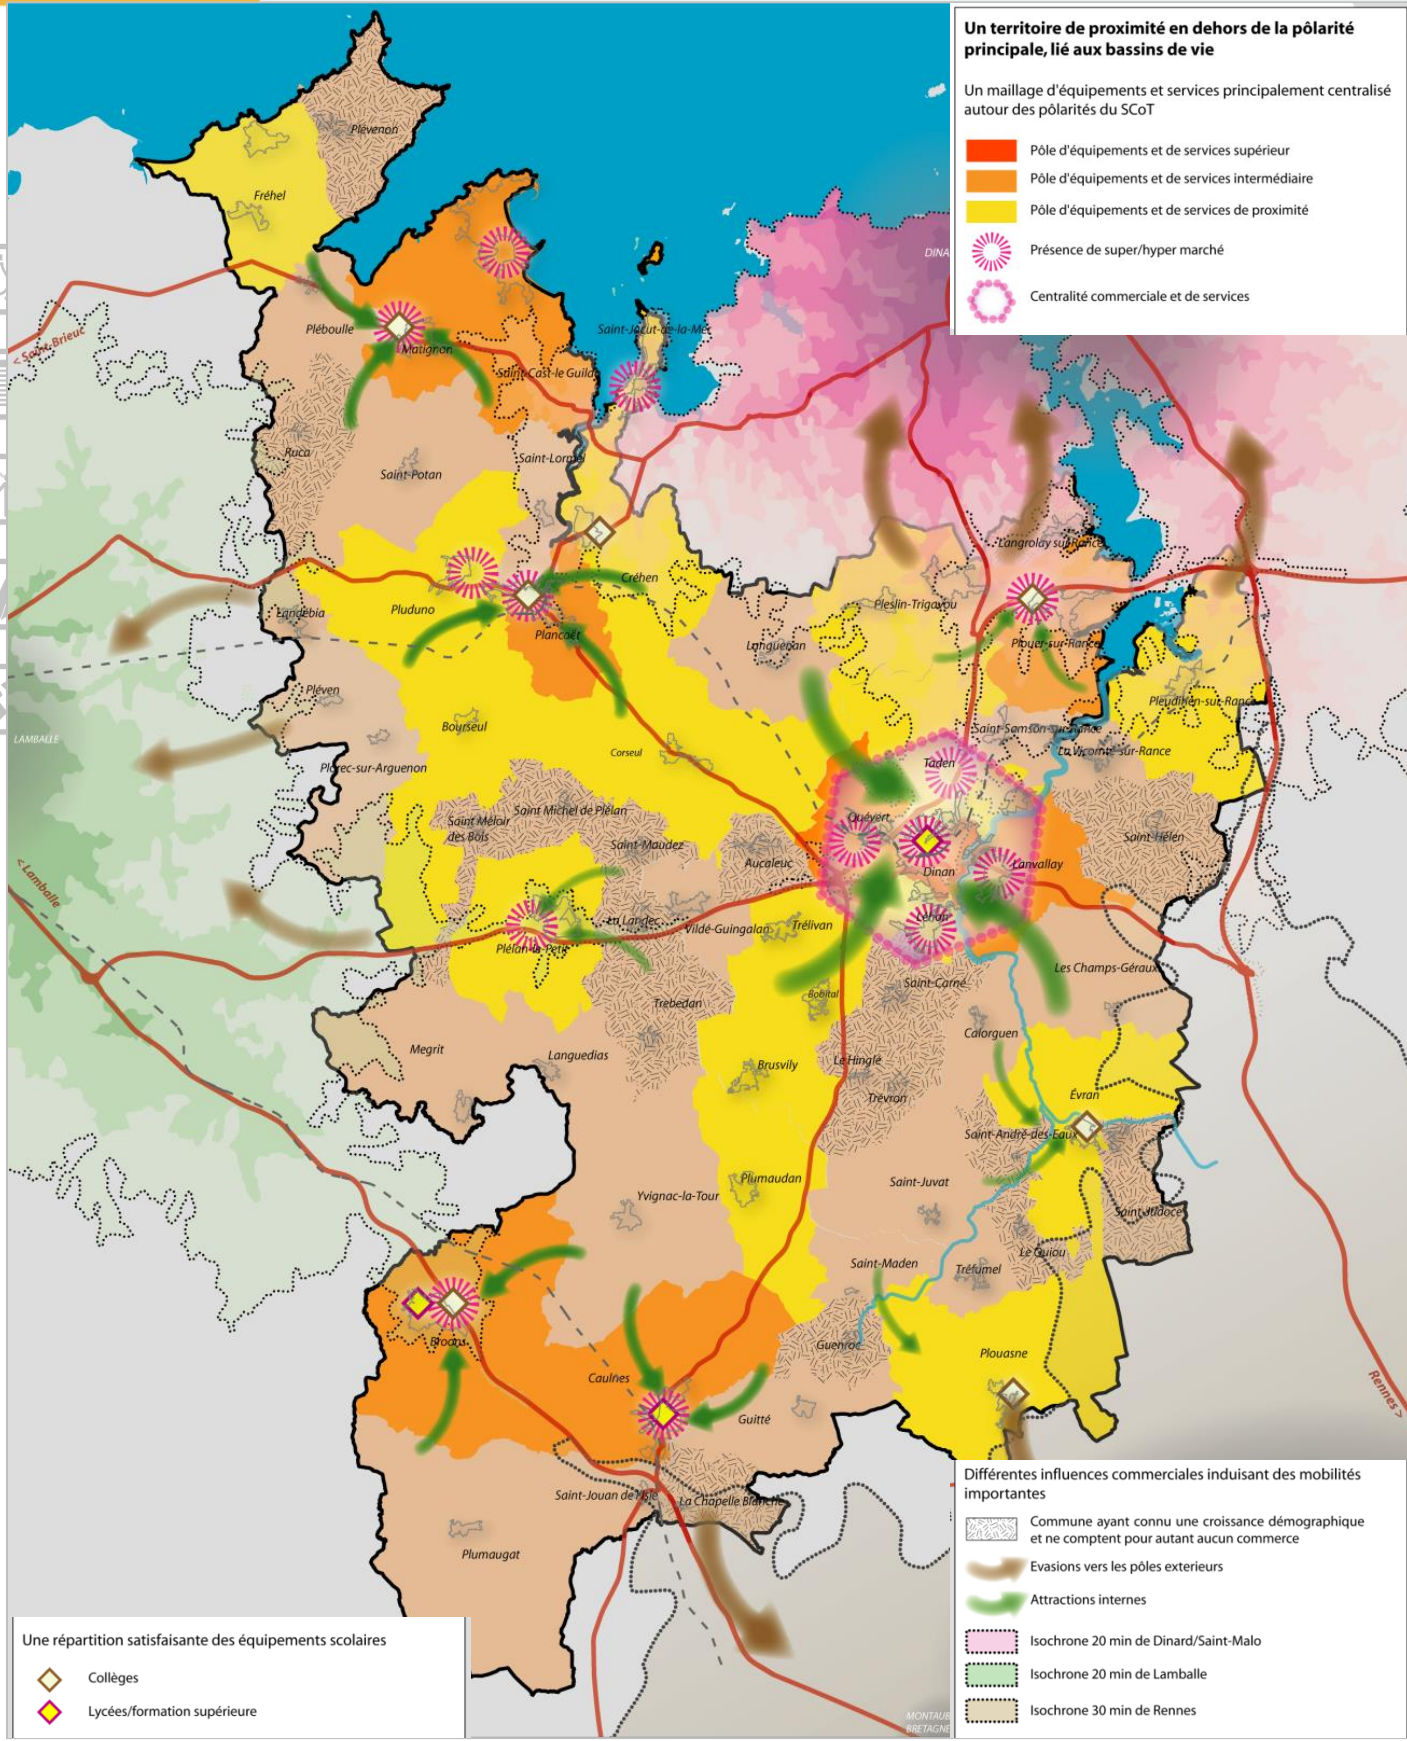 Un territoire de proximité en dehors de la pôlarité
principale, lié aux bassins de vie
Un maillage d'équipements et services principalement centralisé
autour des pôlarités du SCoT
Pôle d'équipements et de services supérieur
Pôle d'équipements et de services intermédiaire
Pôle d'équipements et de services de proximité
Présence de super/hyper marché
Centralité commerciale et de services
Plévenon
Fréhel
DINA
Pléboulle
Matignon
Saint-Jacut-de-la-Mer
< Saint-Brieuc
Saint-Cast-le Guildo
Ruca
Saint-Potan
Saint-Lormel
Langrolay sur Rance
Créhen
Landébia
Pluduno
Pleslin-Trigavou
Plancoët
Languenan
Plouer-sur-Rance
Pléven
Pleudihen-sur-Rance
Bourseul
Saint-Samson-sur-Rance
LAMBALLE
Corseul
La Vicomté-sur-Rance
Plorec-sur-Arguenon
Taden
Saint Michel de Plélan
Saint Méloir
des Bois
Quévert
Saint-Maudez
Saint-Hélen
Aucaleuc
Dinan
Lanvallay
< Lamballe
La Landec
Léhon
Vildé-Guingalan
Trélivan
Plélan-le-Petit
Les Champs-Géraux
Saint-Carné
Trebedan
Bobital
Calorguen
Megrit
Languedias
Brusvily
Le Hinglé
Trévron
Évran
Saint-André-des-Eaux
Plumaudan
Saint-Juvat
Yvignac-la-Tour
Saint-Judoce
Le Quiou
Saint-Maden
Tréfumel
Broons
Guenroc
Plouasne
Caulnes
Rennes >
Guitté
Saint-Jouan de l'Isle
La Chapelle Blanche
Plumaugat
MONTAUB
BRETAGNE
Différentes influences commerciales induisant des mobilités
importantes
Commune ayant connu une croissance démographique
et ne comptent pour autant aucun commerce
Evasions vers les pôles exterieurs
Attractions internes
Isochrone 20 min de Dinard/Saint-Malo
Isochrone 20 min de Lamballe
Isochrone 30 min de Rennes
Une répartition satisfaisante des équipements scolaires
Collèges
Lycées/formation supérieure